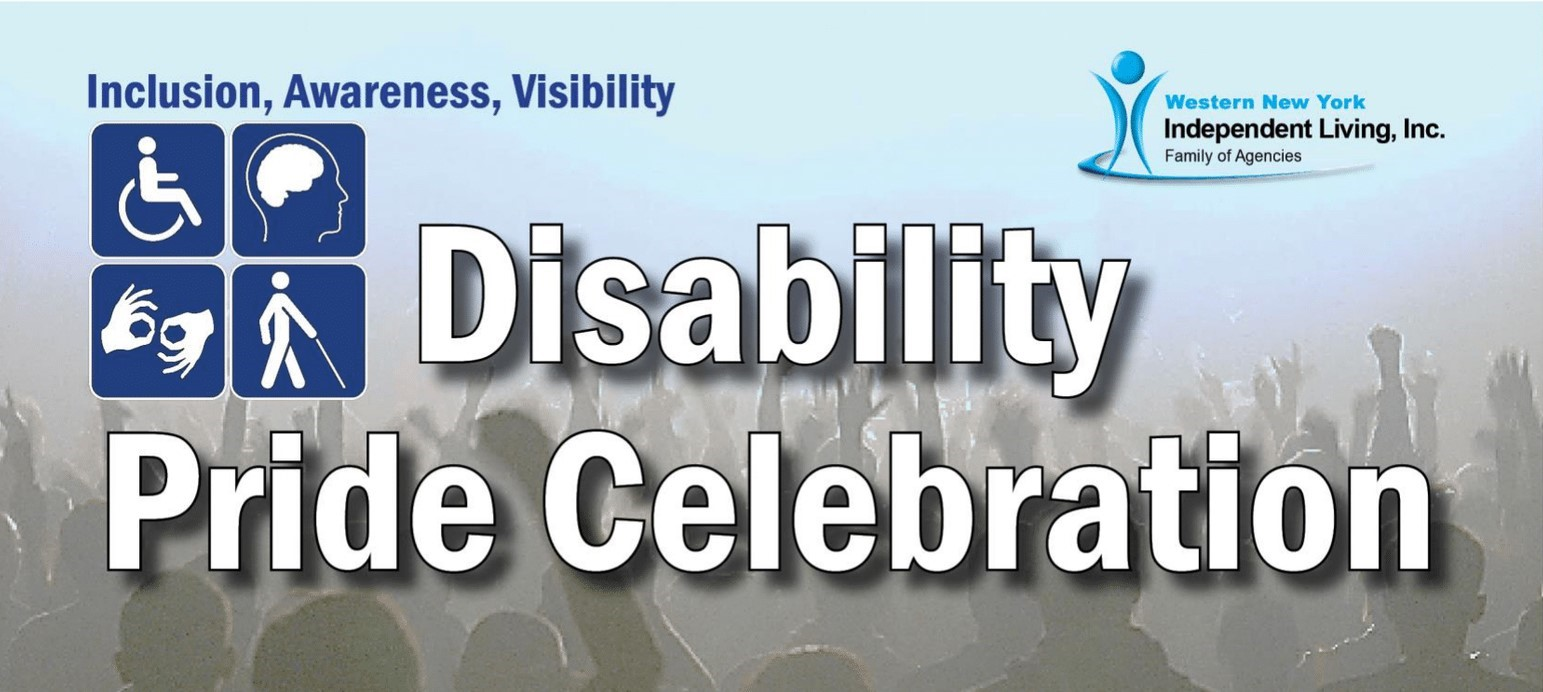 Inclusion, Awareness, Visibility
Western New York
Independent Living, Inc.
Family of Agencies
Disability
Pride Celebration